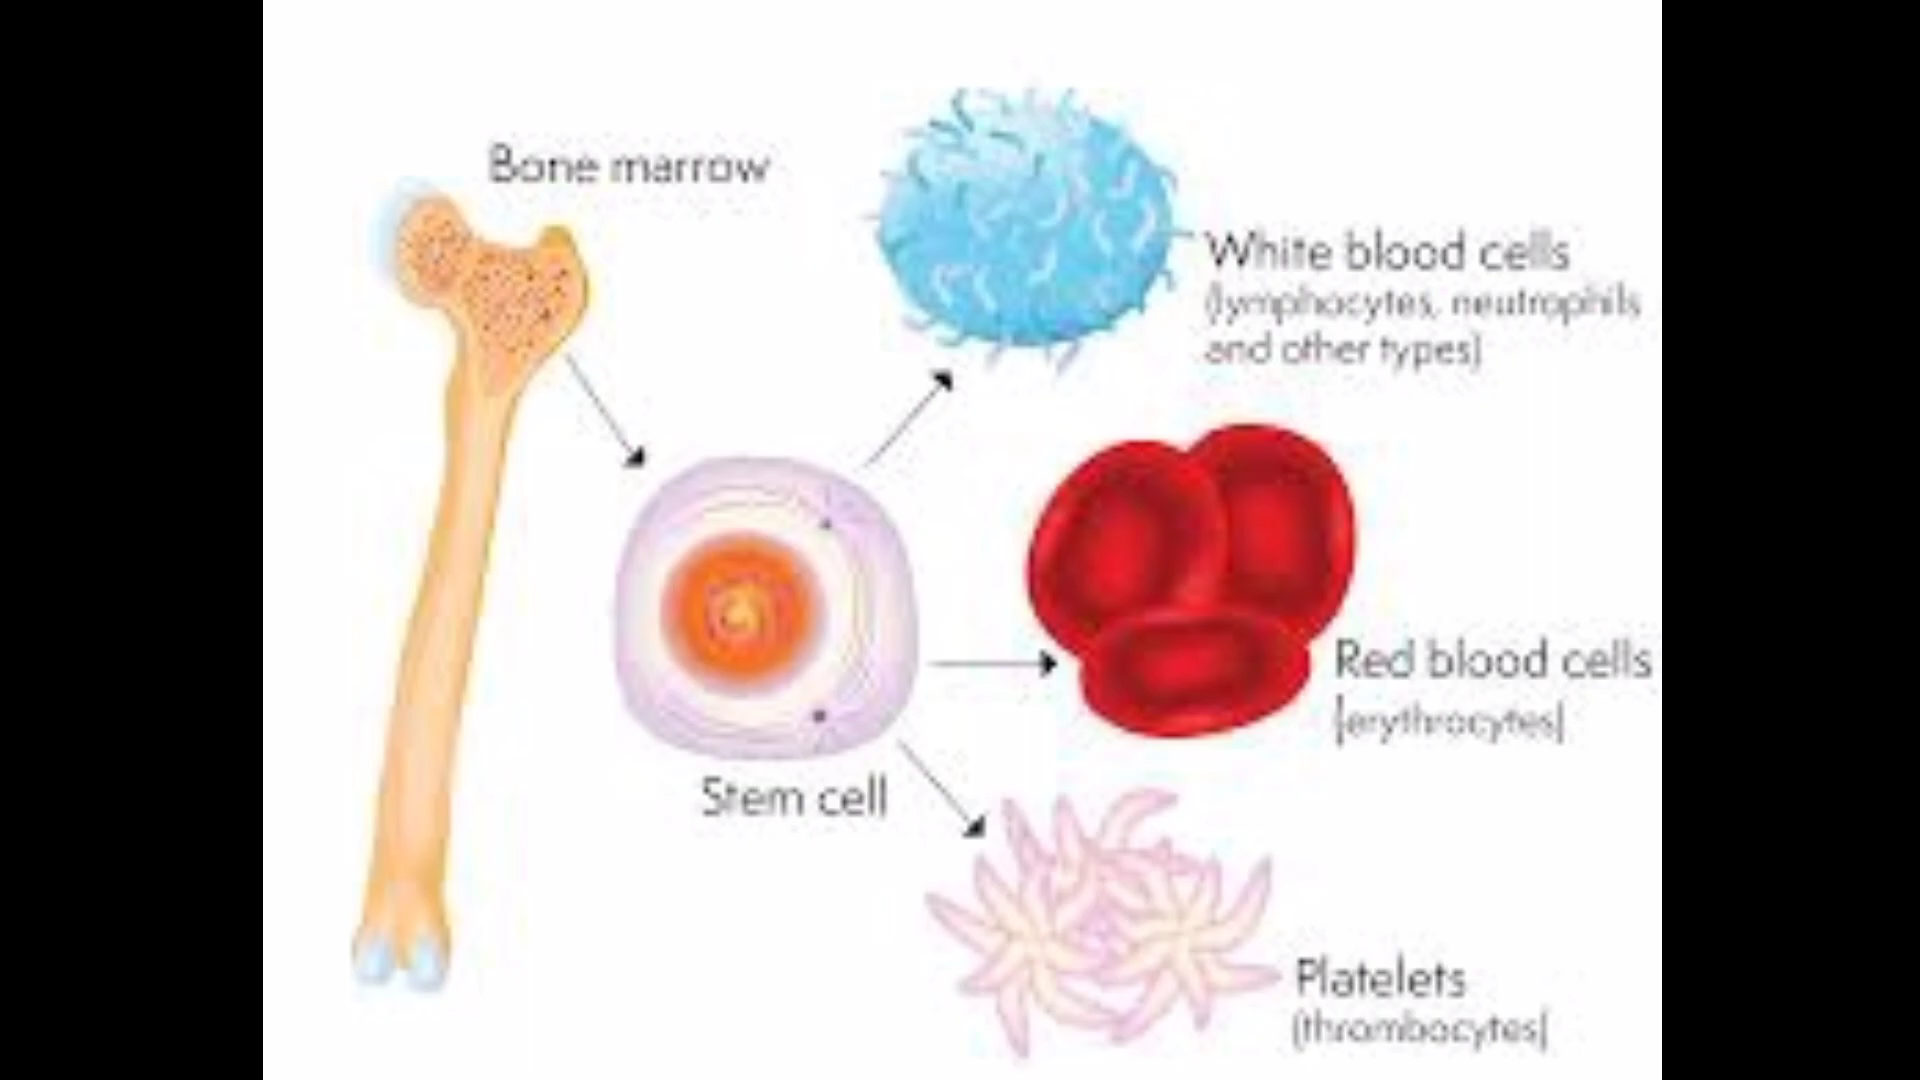 Bone marrow
White blood cells
(lymphocytes, neutrophils
and other types)
Red blood cells
(erythrocytes)
Stem cell
Platelets
(thrombocytes)